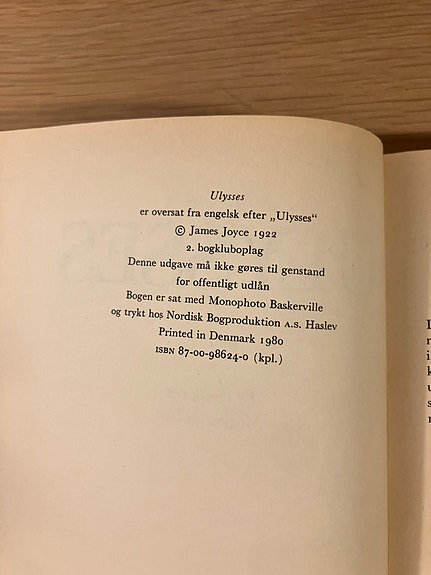 Ulysses
er oversat fra engelsk efter „Ulysses“
© James Joyce 1922
2. bogkluboplag
Denne udgave må ikke gøres til genstand
for offentligt udlån
Bogen er sat med Monophoto Baskerville
og trykt hos Nordisk Bogproduktion A.S. Haslev
Printed in Denmark 1980
ISBN 87-00-98624-0 (kpl.)